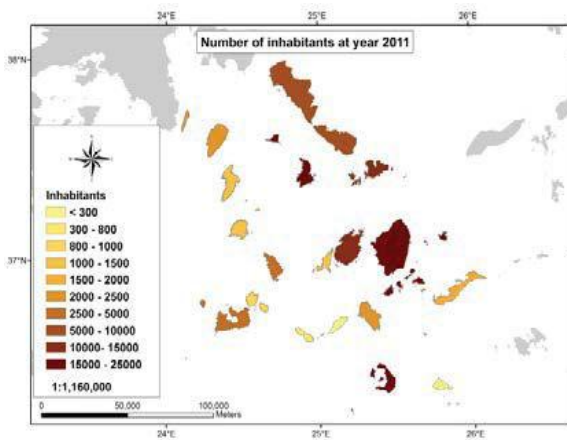 24°E 25°E 26°E
Number of inhabitants at year 2011
38°N 38°N
37°N 37°N
Inhabitants
< 300
300 - 800
800 - 1000
1000 - 1500
1500 - 2000
2000 - 2500
2500 - 5000
5000 - 10000
10000- 15000
15000 - 25000
1:1,160,000
0 50,000 100,000
Meters
24°E 25°E 26°E